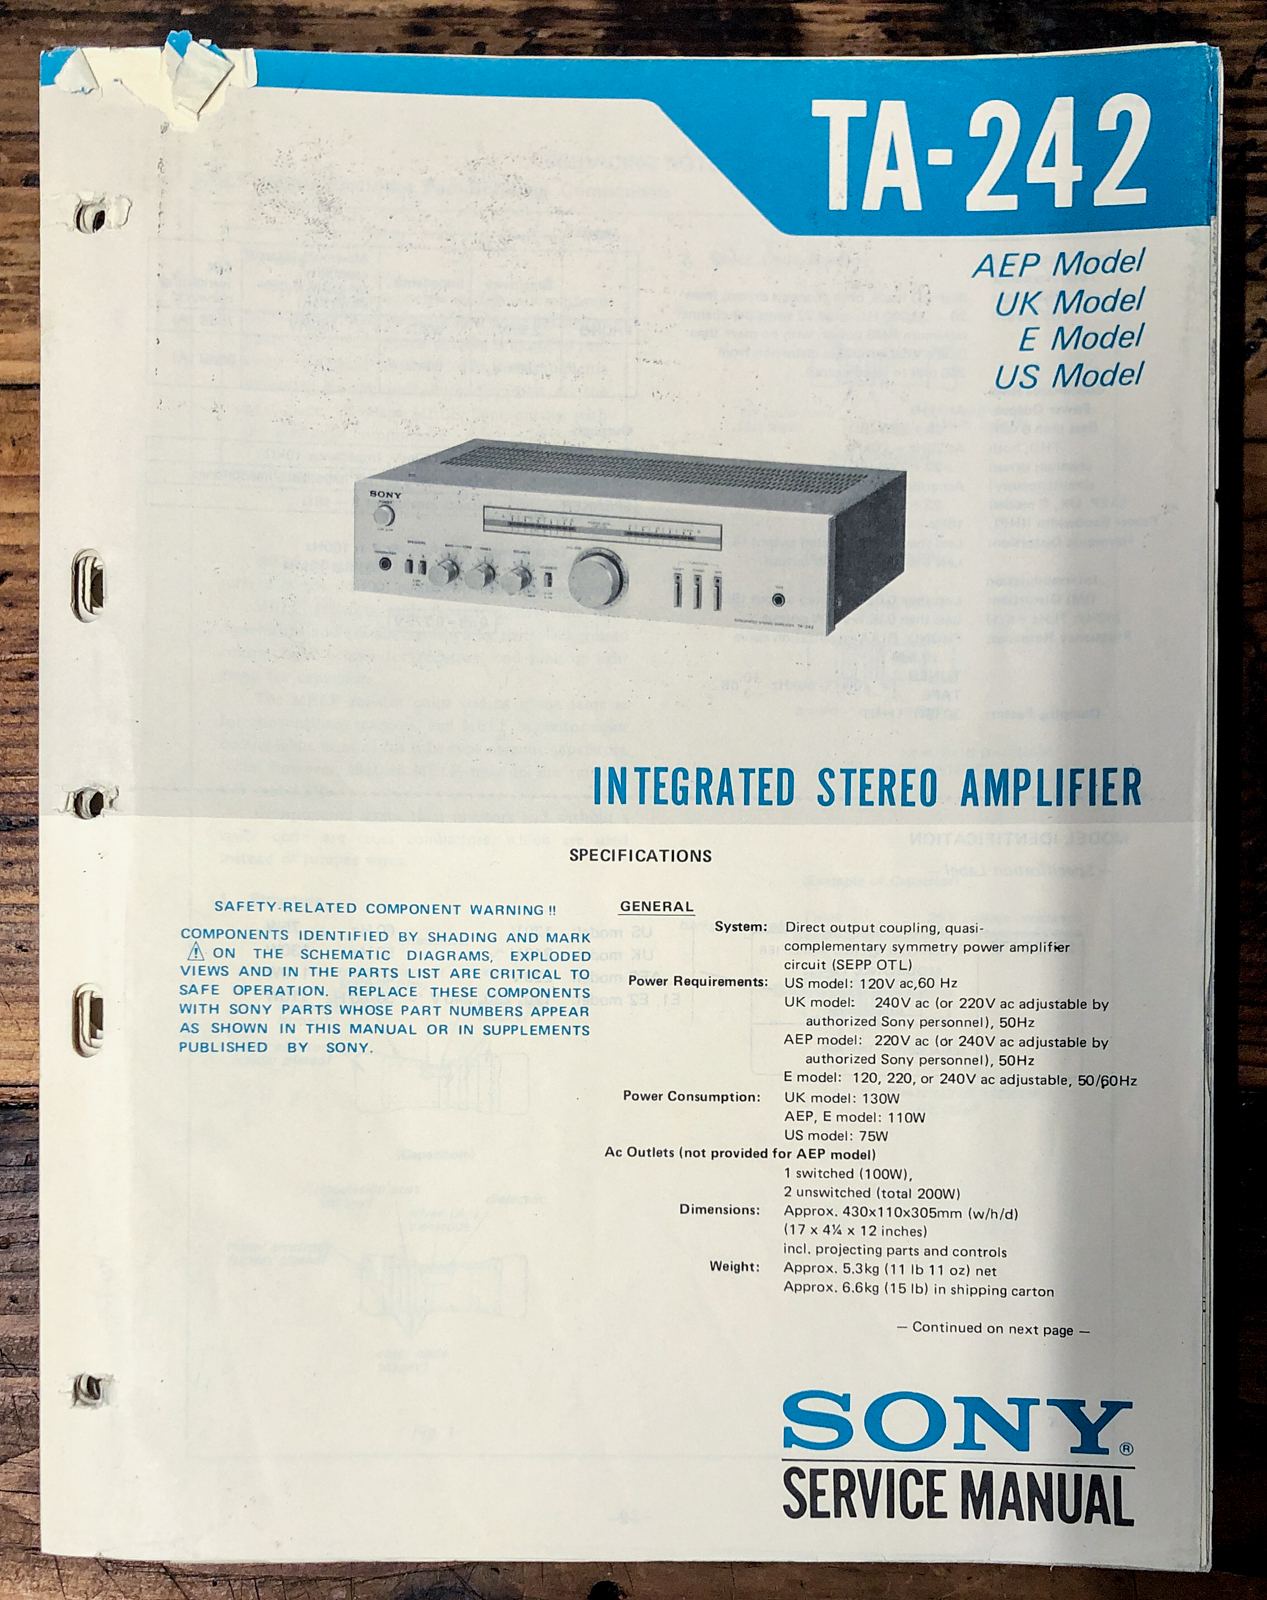 TA-242
AEP Model
UK Model
E Model
US Model
SONY
TA-242
INTEGRATED STEREO AMPLIFIER
SPECIFICATIONS
SAFETY-RELATED COMPONENT WARNING !!
COMPONENTS IDENTIFIED BY SHADING AND MARK
⚠ ON THE SCHEMATIC DIAGRAMS, EXPLODED
VIEWS AND IN THE PARTS LIST ARE CRITICAL TO
SAFE OPERATION. REPLACE THESE COMPONENTS
WITH SONY PARTS WHOSE PART NUMBERS APPEAR
AS SHOWN IN THIS MANUAL OR IN SUPPLEMENTS
PUBLISHED BY SONY.
GENERAL
System: Direct output coupling, quasi-
complementary symmetry power amplifier
circuit (SEPP OTL)
Power Requirements: US model: 120V ac,60 Hz
UK model: 240V ac (or 220V ac adjustable by
authorized Sony personnel), 50Hz
AEP model: 220V ac (or 240V ac adjustable by
authorized Sony personnel), 50Hz
E model: 120, 220, or 240V ac adjustable, 50/60Hz
Power Consumption: UK model: 130W
AEP, E model: 110W
US model: 75W
Ac Outlets (not provided for AEP model)
1 switched (100W),
2 unswitched (total 200W)
Dimensions: Approx. 430x110x305mm (w/h/d)
(17 x 4¼ x 12 inches)
incl. projecting parts and controls
Weight: Approx. 5.3kg (11 lb 11 oz) net
Approx. 6.6kg (15 lb) in shipping carton
— Continued on next page —
SONY®
SERVICE MANUAL